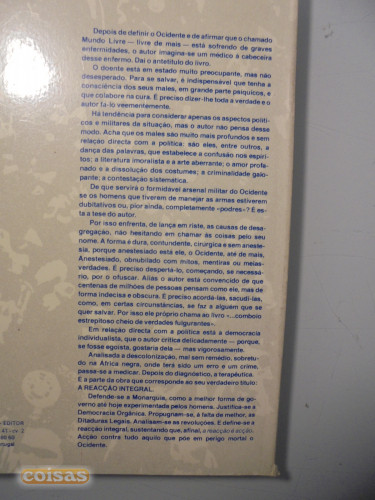 Depois de definir o Ocidente e de afirmar que o chamado
Mundo Livre — livre de mais — está sofrendo de graves
enfermidades, o autor imagina-se um médico à cabeceira
desse enfermo. Daí o antetítulo do livro.
O doente está em estado muito preocupante, mas não
desesperado. Para se salvar, é indispensável que tenha a
consciência dos seus males, em grande parte psíquicos, e
que colabore na cura. É preciso dizer-lhe toda a verdade e o
autor fá-lo veementemente.
Há tendência para considerar apenas os aspectos políti-
cos e militares da situação, mas o autor não pensa desse
modo. Acha que os males são muito mais profundos e sem
relação directa com a política: são eles, entre outros, a
dança das palavras, que estabelece a confusão nos espíri-
tos; a literatura imoralista e a arte aberrante; o amor profa-
nado e a dissolução dos costumes; a criminalidade galo-
pante; a contestação sistemática.
De que servirá o formidável arsenal militar do Ocidente
se os homens que tiverem de manejar as armas estiverem
dubitativos ou, pior ainda, completamente «podres»? É es-
ta a tese do autor.
Por isso enfrenta, de lança em riste, as causas de desa-
gregação, não hesitando em chamar às coisas pelo seu
nome. A forma é dura, contundente, cirúrgica e sem aneste-
sia, porque anestesiado está ele, o Ocidente, até de mais,
Anestesiado, obnubilado com mitos, mentiras ou meias-
verdades. É preciso despertá-lo, começando, se necessá-
rio, por o ofuscar. Aliás o autor está convencido de que
centenas de milhões de pessoas pensam como ele, mas de
forma indecisa e obscura. É preciso acordá-las, sacudi-las,
como, em certas circunstâncias, se faz a alguém que se
quer salvar. Por isso ele próprio chama ao livro «...comboio
estrepitoso cheio de verdades fulgurantes».
Em relação directa com a política está a democracia
individualista, que o autor critica delicadamente — porque,
se fosse egoísta, gostaria dela — mas vigorosamente.
Analisada a descolonização, mal sem remédio, sobretu-
do na África negra, onde terá sido um erro e um crime,
passa-se a medicar. Depois do diagnóstico, a terapêutica.
É a parte da obra que corresponde ao seu verdadeiro título:
A REACÇÃO INTEGRAL.
Defende-se a Monarquia, como a melhor forma de go-
verno até hoje experimentada pelos homens. Justifica-se a
Democracia Orgânica. Propugnam-se, à falta de melhor, as
Ditaduras Legais. Analisam-se as revoluções. E define-se a
reacção integral, sustentando que, afinal, a reacção é acção.
Acção contra tudo aquilo que põe em perigo mortal o
Ocidente.
EDITOR
coisas